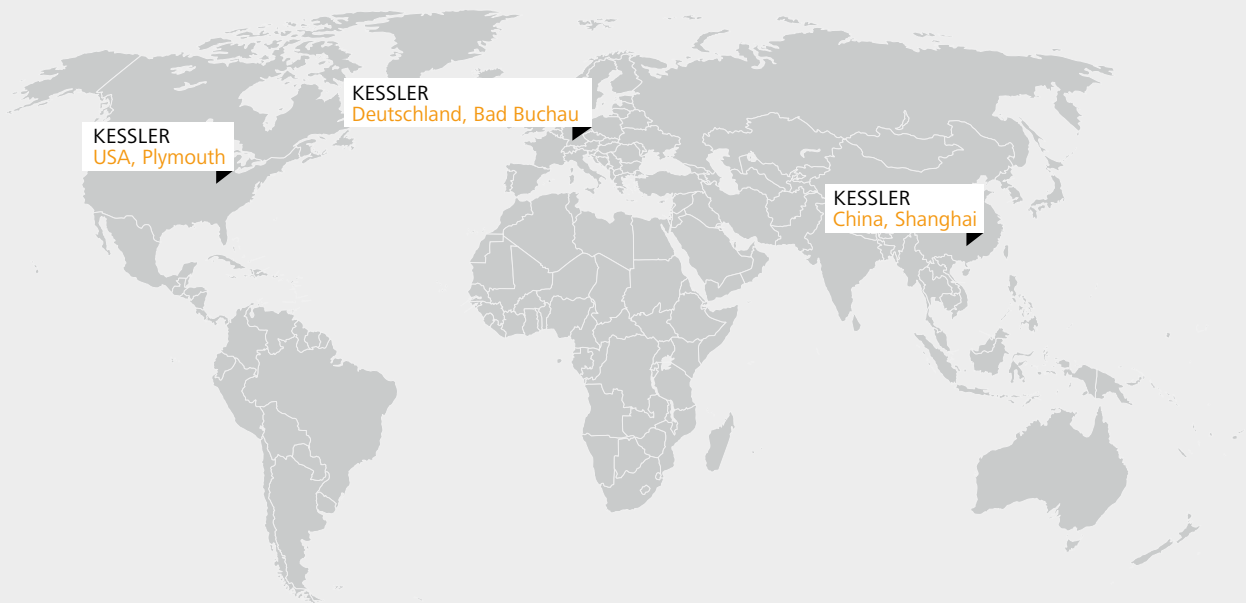 KESSLER
Deutschland, Bad Buchau
KESSLER
USA, Plymouth
KESSLER
China, Shanghai